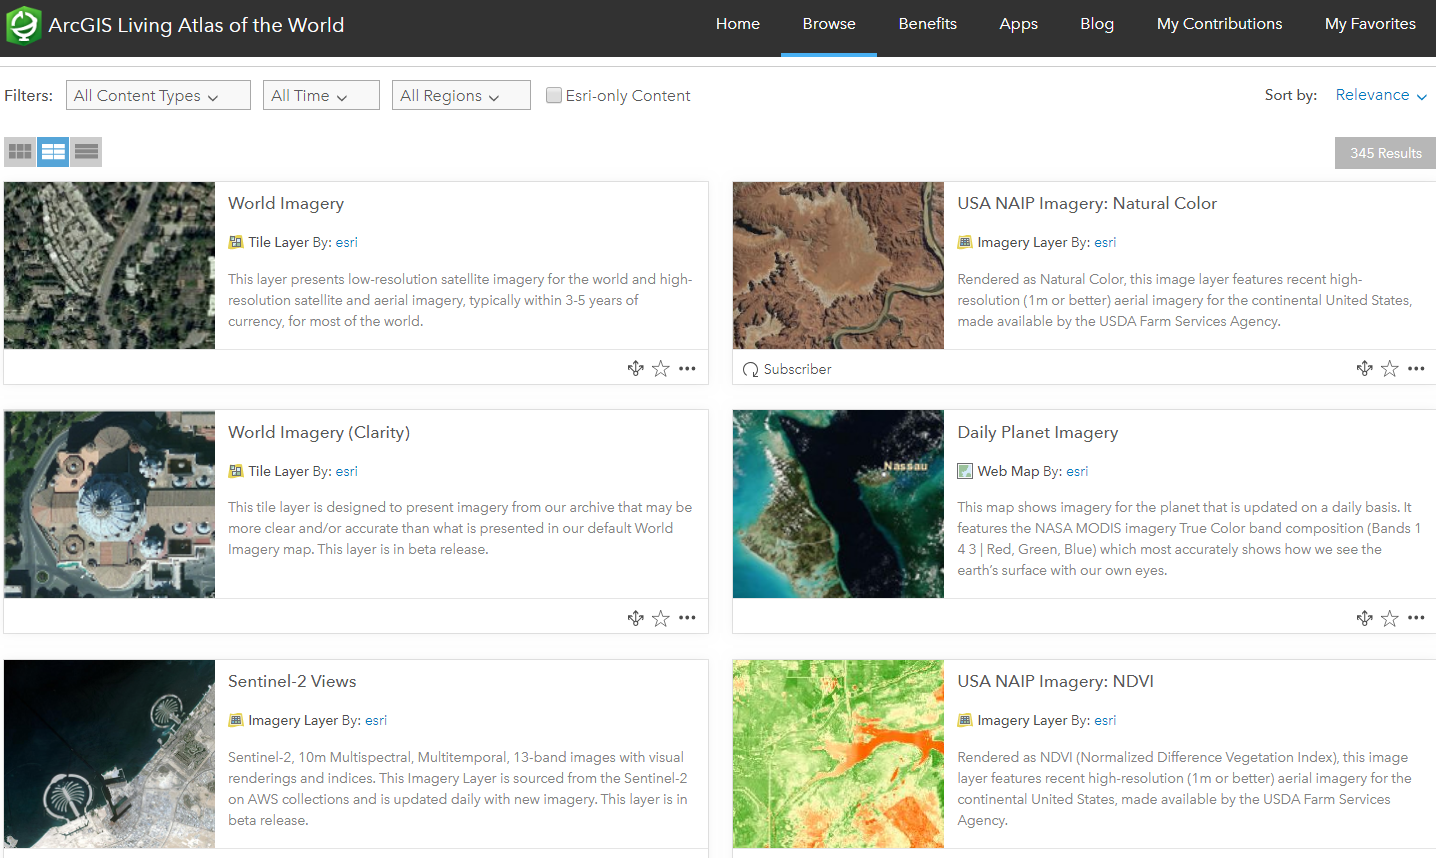 ArcGIS Living Atlas of the World
Home Browse Benefits Apps Blog My Contributions My Favorites
Filters: All Content Types All Time All Regions Esri-only Content Sort by: Relevance
345 Results
World Imagery
Tile Layer By: esri
This layer presents low-resolution satellite imagery for the world and high-
resolution satellite and aerial imagery, typically within 3-5 years of
currency, for most of the world.
USA NAIP Imagery: Natural Color
Imagery Layer By: esri
Rendered as Natural Color, this image layer features recent high-
resolution (1m or better) aerial imagery for the continental United States,
made available by the USDA Farm Services Agency.
Subscriber
World Imagery (Clarity)
Tile Layer By: esri
This tile layer is designed to present imagery from our archive that may be
more clear and/or accurate than what is presented in our default World
Imagery map. This layer is in beta release.
Nassau
Daily Planet Imagery
Web Map By: esri
This map shows imagery for the planet that is updated on a daily basis. It
features the NASA MODIS imagery True Color band composition (Bands 1
4 3 | Red, Green, Blue) which most accurately shows how we see the
earth's surface with our own eyes.
Sentinel-2 Views
Imagery Layer By: esri
Sentinel-2, 10m Multispectral, Multitemporal, 13-band images with visual
renderings and indices. This Imagery Layer is sourced from the Sentinel-2
on AWS collections and is updated daily with new imagery. This layer is in
beta release.
USA NAIP Imagery: NDVI
Imagery Layer By: esri
Rendered as NDVI (Normalized Difference Vegetation Index), this image
layer features recent high-resolution (1m or better) aerial imagery for the
continental United States, made available by the USDA Farm Services
Agency.